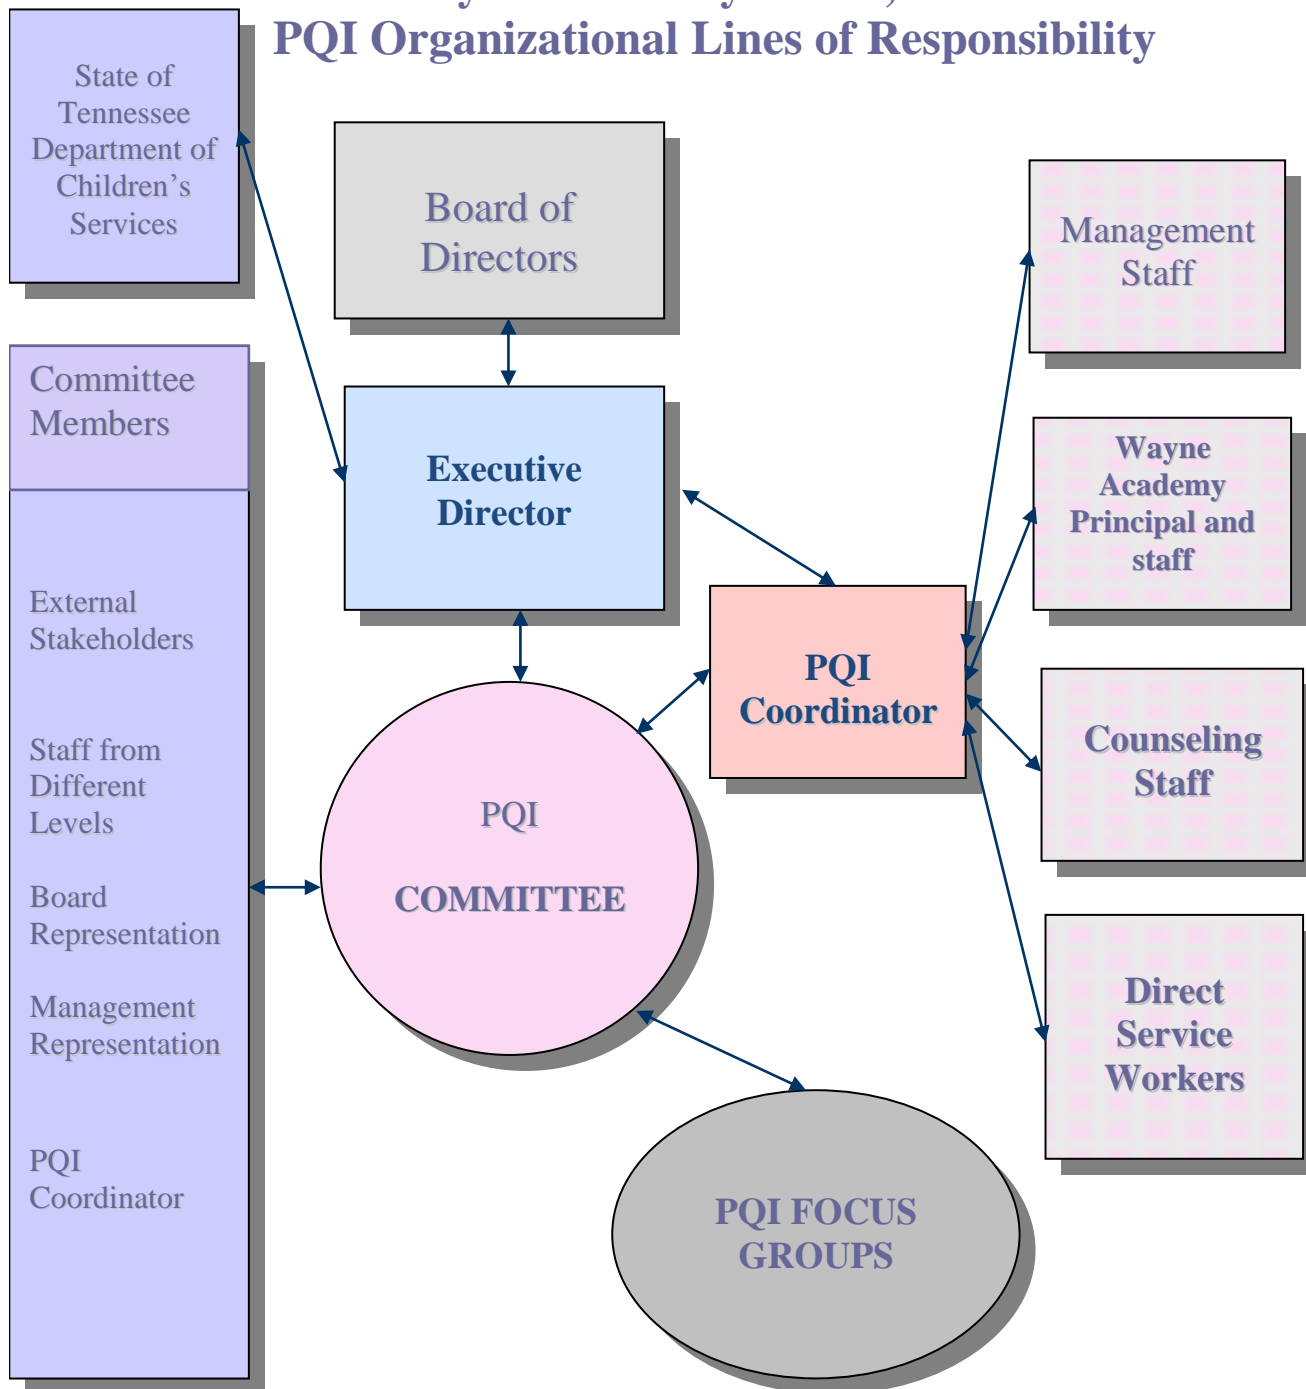 PQI Organizational Lines of Responsibility
State of
Tennessee
Department of
Children’s
Services
Board of
Directors
Management
Staff
Committee
Members
Executive
Director
Wayne
Academy
Principal and
staff
External
Stakeholders
PQI
Coordinator
Counseling
Staff
Staff from
Different
Levels
PQI
COMMITTEE
Board
Representation
Management
Representation
Direct
Service
Workers
PQI
Coordinator
PQI FOCUS
GROUPS